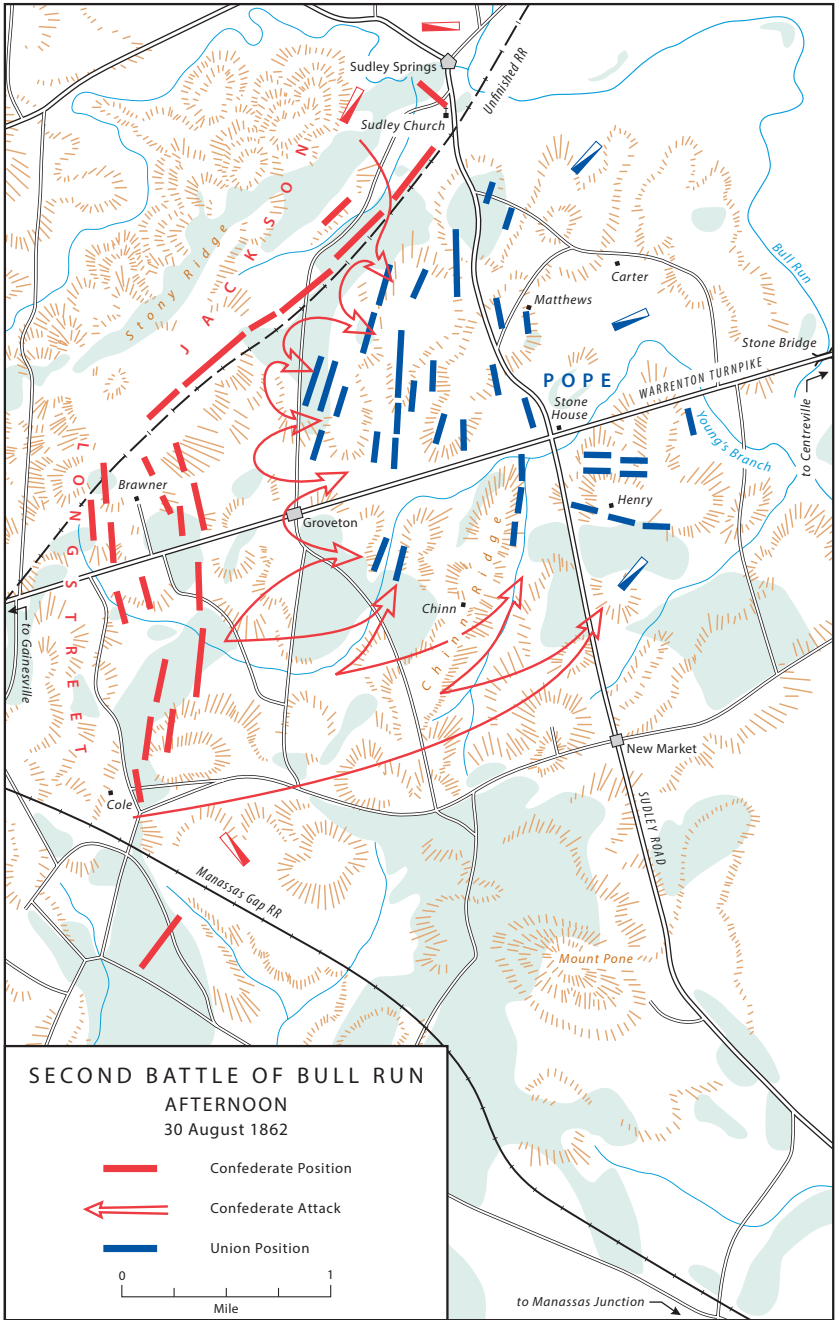 Sudley Springs
Unfinished RR
Sudley Church
JACKSON
Stony Ridge
Bull Run
Carter
Matthews
Stone Bridge
POPE
WARRENTON TURNPIKE
Stone
House
Young's Branch
to Centreville
LONGSTREET
Brawner
Henry
Groveton
Chinn Ridge
Chinn
to Gainesville
New Market
Cole
SUDLEY ROAD
Manassas Gap RR
Mount Pone
SECOND BATTLE OF BULL RUN
AFTERNOON
30 August 1862
Confederate Position
Confederate Attack
Union Position
0 1
Mile
to Manassas Junction